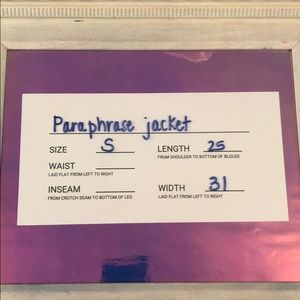 Paraphrase jacket
SIZE S LENGTH 25
FROM SHOULDER TO BOTTOM OF BLOUSE
WAIST
LAID FLAT FROM LEFT TO RIGHT
INSEAM WIDTH 31
FROM CROTCH SEAM TO BOTTOM OF LEG LAID FLAT FROM LEFT TO RIGHT